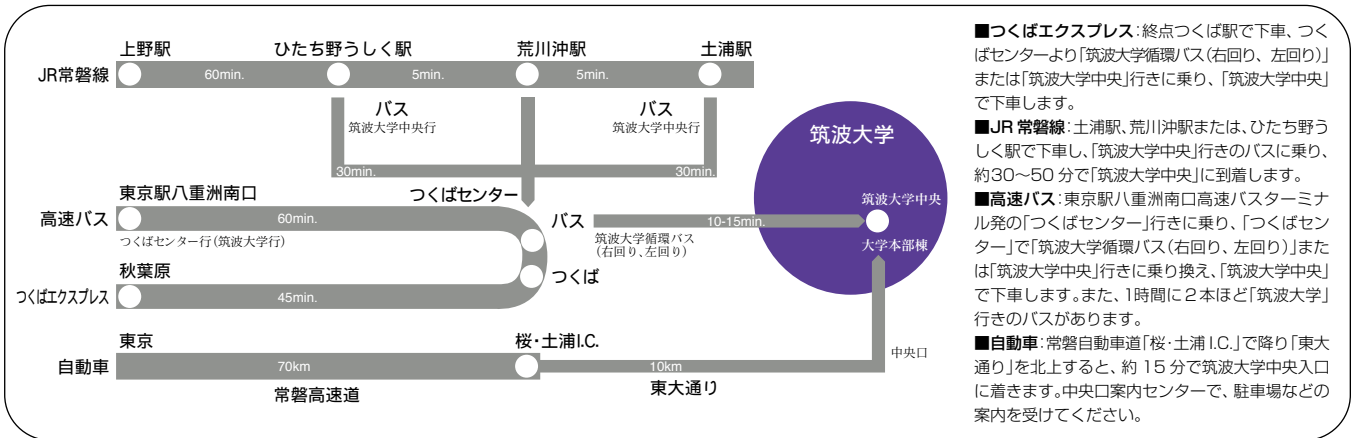 上野駅
ひたち野うしく駅
荒川沖駅
土浦駅
JR常磐線
60min.
5min.
5min.
バス
筑波大学中央行
バス
筑波大学中央行
30min.
30min.
東京駅八重洲南口
つくばセンター
高速バス
60min.
つくばセンター行(筑波大学行)
バス
筑波大学循環バス
(右回り、左回り)
10-15min.
筑波大学
筑波大学中央
大学本部棟
秋葉原
つくば
つくばエクスプレス
45min.
東京
桜・土浦I.C.
自動車
70km
10km
常磐高速道
東大通り
中央口
■つくばエクスプレス:終点つくば駅で下車、つく
ばセンターより「筑波大学循環バス(右回り、左回り)」
または「筑波大学中央」行きに乗り、「筑波大学中央」
で下車します。
■JR 常磐線:土浦駅、荒川沖駅または、ひたち野う
しく駅で下車し、「筑波大学中央」行きのバスに乗り、
約30〜50 分で「筑波大学中央」に到着します。
■高速バス:東京駅八重洲南口高速バスターミナ
ル発の「つくばセンター」行きに乗り、「つくばセン
ター」で「筑波大学循環バス(右回り、左回り)」また
は「筑波大学中央」行きに乗り換え、「筑波大学中央」
で下車します。また、1時間に2本ほど「筑波大学」
行きのバスがあります。
■自動車:常磐自動車道「桜・土浦 I.C.」で降り「東大
通り」を北上すると、約 15 分で筑波大学中央入口
に着きます。中央口案内センターで、駐車場などの
案内を受けてください。